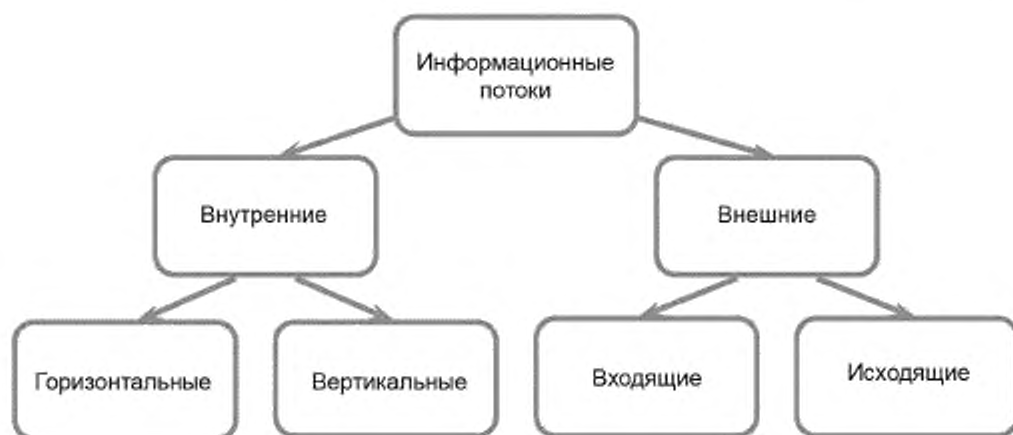 Информационные
потоки
Внутренние
Внешние
Горизонтальные
Вертикальные
Входящие
Исходящие